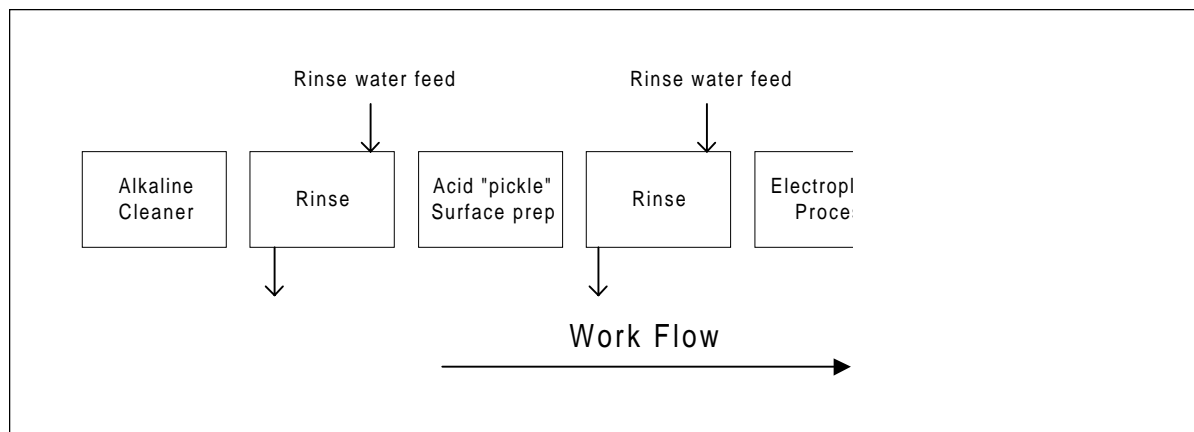 Rinse water feed
Rinse water feed
Alkaline
Cleaner
Rinse
Acid "pickle"
Surface prep
Rinse
Work Flow